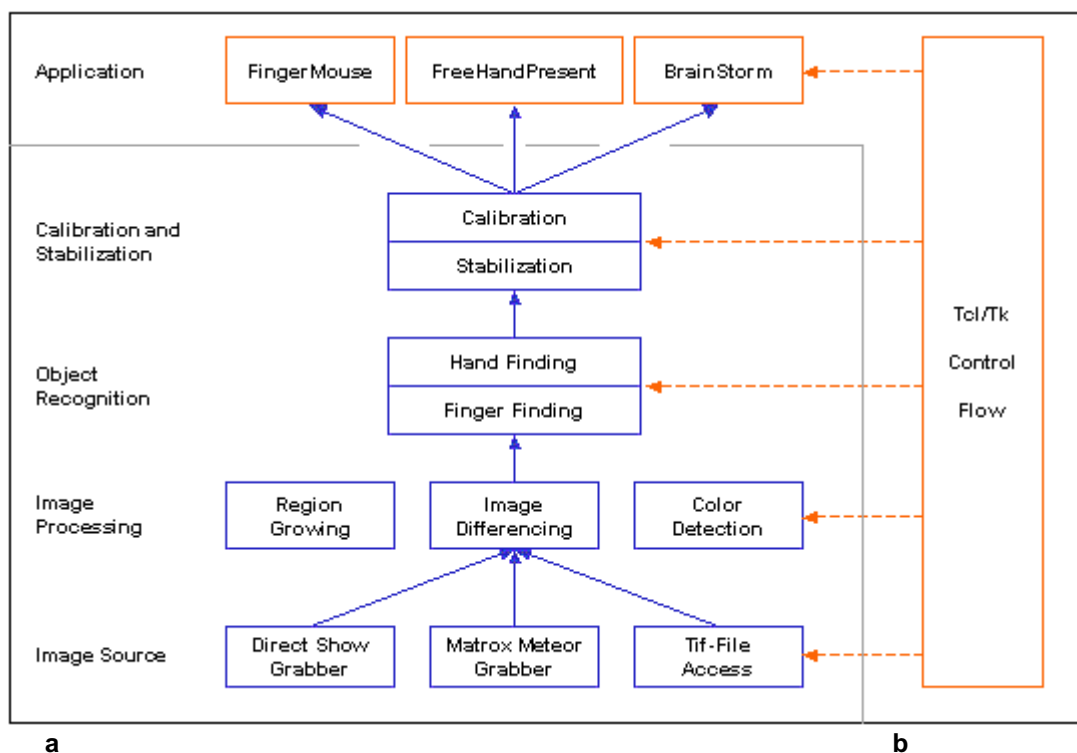 Application
FingerMouse
FreeHandPresent
BrainStorm
Calibration and
Stabilization
Calibration
Stabilization
Tcl/Tk
Control
Flow
Object
Recognition
Hand Finding
Finger Finding
Image
Processing
Region
Growing
Image
Differencing
Color
Detection
Image Source
Direct Show
Grabber
Matrox Meteor
Grabber
Tif-File
Access
a
b